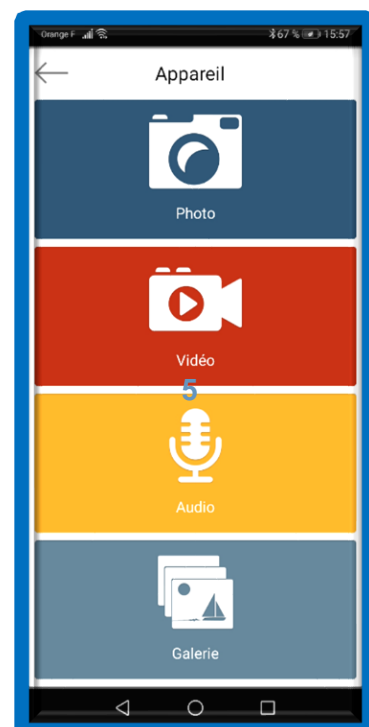 Orange F 67 % 15:57
Appareil
Photo
Vidéo
5
Audio
Galerie